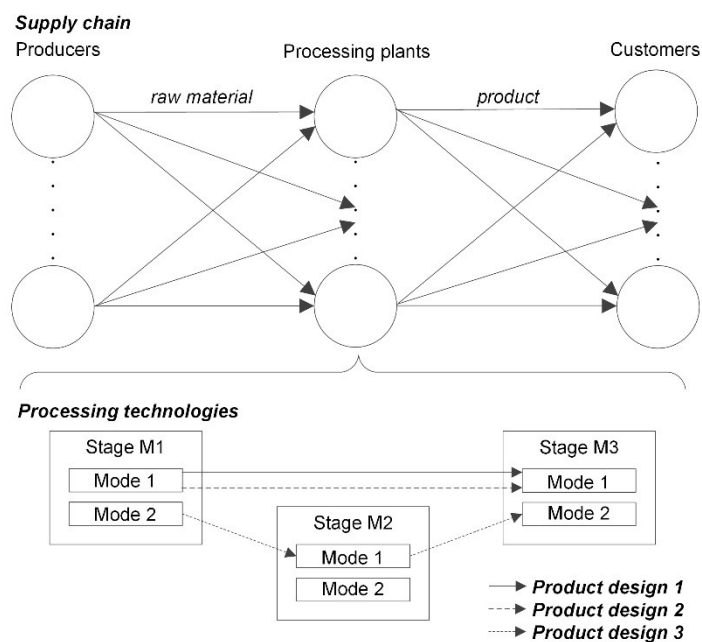 Supply chain
Producers
Processing plants
Customers
raw material
product
Processing technologies
Stage M1
Mode 1
Mode 2
Stage M2
Mode 1
Mode 2
Stage M3
Mode 1
Mode 2
Product design 1
Product design 2
Product design 3